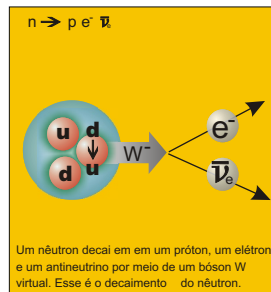 n → p e⁻ ν̅ₑ
u d
W⁻
e⁻
d u
ν̅ₑ
Um nêutron decai em em um próton, um elétron
e um antineutrino por meio de um bóson W
virtual. Esse é o decaimento do nêutron.